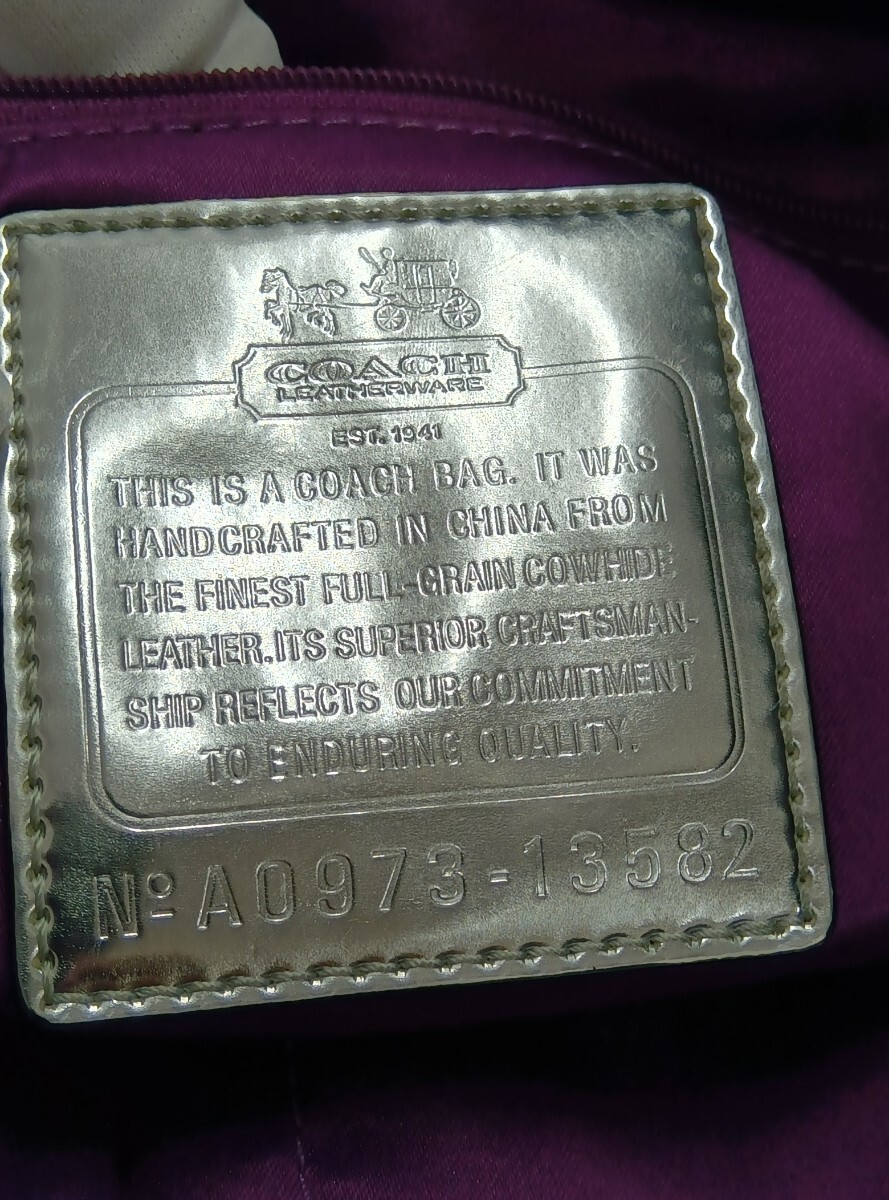 COACH
LEATHERWARE
EST. 1941
THIS IS A COACH BAG. IT WAS
HANDCRAFTED IN CHINA FROM
THE FINEST FULL-GRAIN COWHIDE
LEATHER. ITS SUPERIOR CRAFTSMAN-
SHIP REFLECTS OUR COMMITMENT
TO ENDURING QUALITY.
Nº A0973-13582